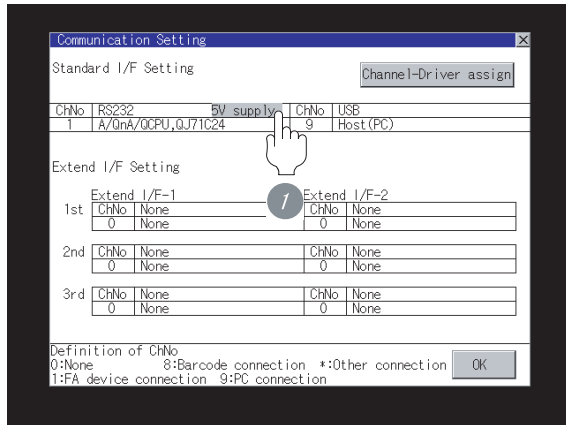 Communication Setting
Standard I/F Setting
Channel-Driver assign
ChNo RS232 5V supply ChNo USB
1 A/QnA/QCPU,QJ71C24 9 Host(PC)
Extend I/F Setting
Extend I/F-1 Extend I/F-2
1st ChNo None ChNo None
0 None 0 None
2nd ChNo None ChNo None
0 None 0 None
3rd ChNo None ChNo None
0 None 0 None
Definition of ChNo
0:None 8:Barcode connection *:Other connection OK
1:FA device connection 9:PC connection
1